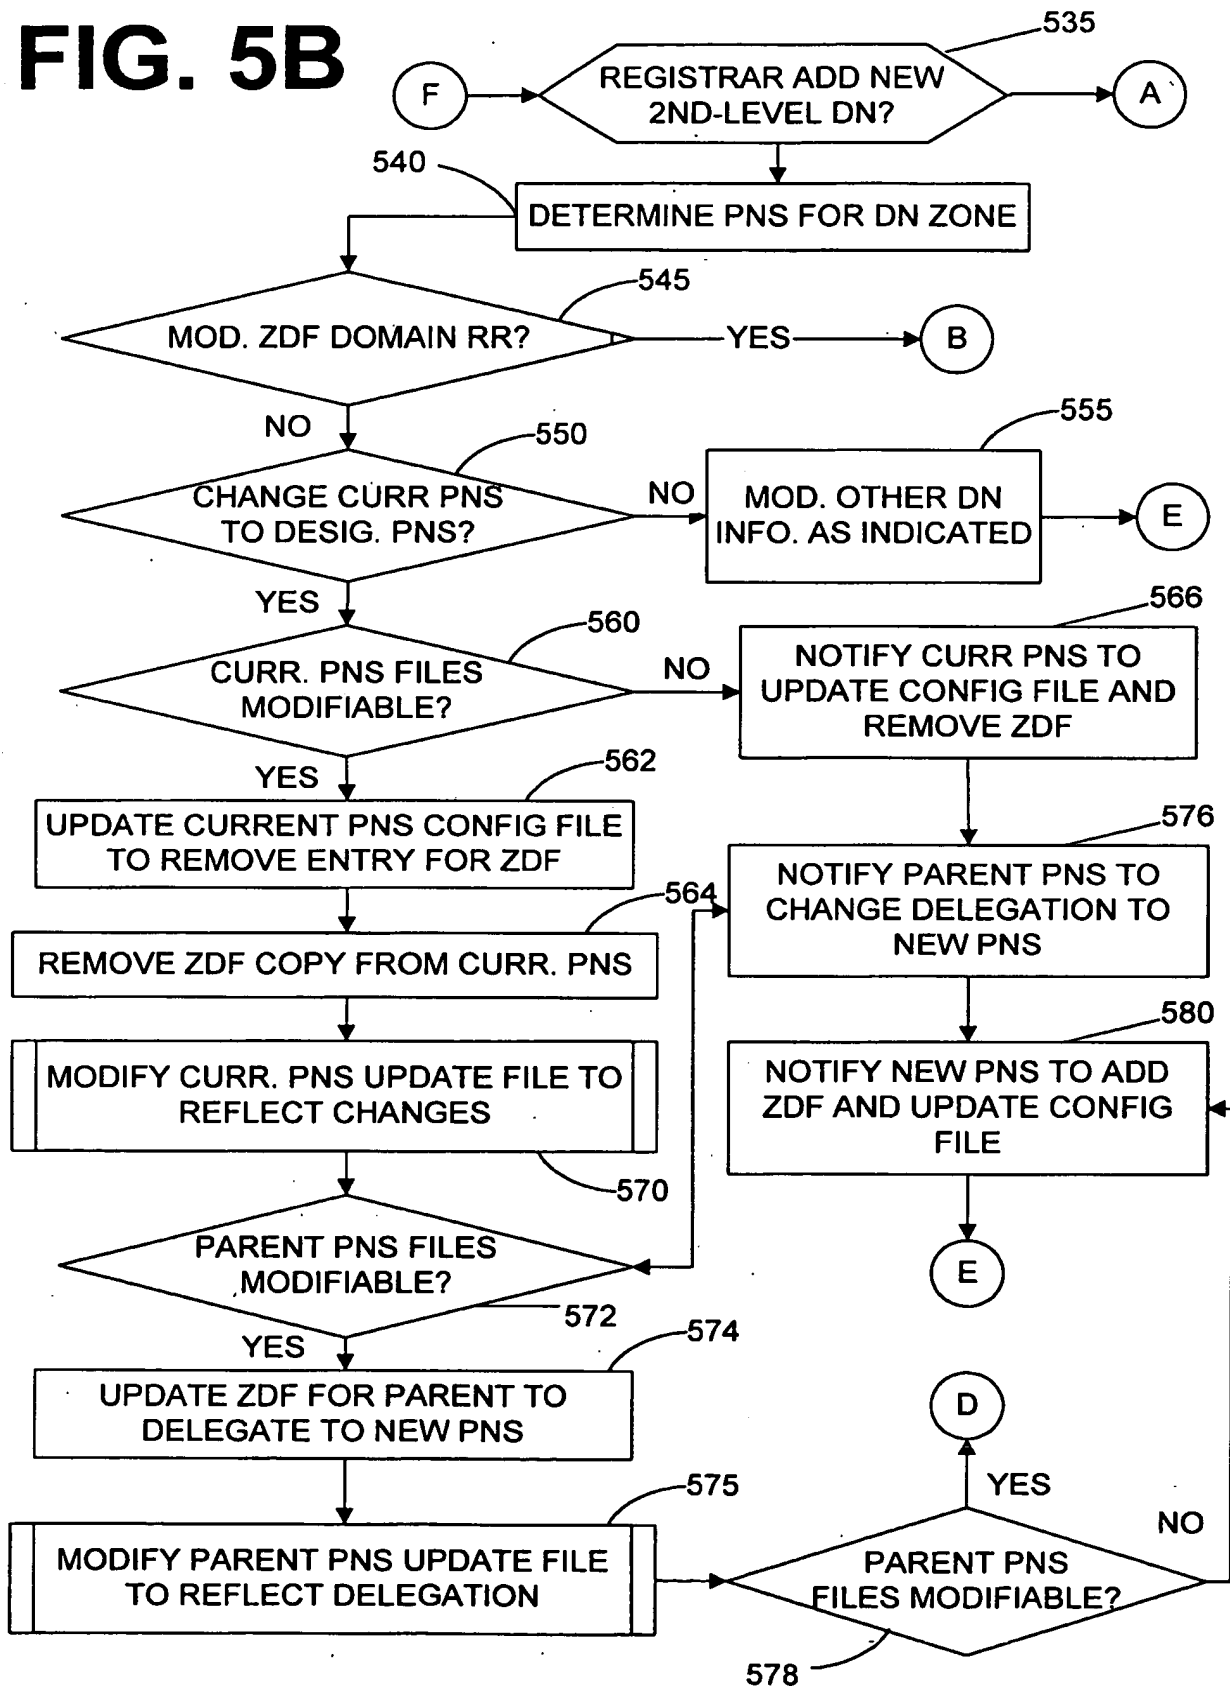 FIG. 5B
535
F
REGISTRAR ADD NEW
2ND-LEVEL DN?
A
540
DETERMINE PNS FOR DN ZONE
545
MOD. ZDF DOMAIN RR?
YES
B
NO
550
555
CHANGE CURR PNS
TO DESIG. PNS?
NO
MOD. OTHER DN
INFO. AS INDICATED
E
YES
560
566
CURR. PNS FILES
MODIFIABLE?
NO
NOTIFY CURR PNS TO
UPDATE CONFIG FILE AND
REMOVE ZDF
YES
562
UPDATE CURRENT PNS CONFIG FILE
TO REMOVE ENTRY FOR ZDF
576
NOTIFY PARENT PNS TO
CHANGE DELEGATION TO
NEW PNS
564
REMOVE ZDF COPY FROM CURR. PNS
580
MODIFY CURR. PNS UPDATE FILE TO
REFLECT CHANGES
NOTIFY NEW PNS TO ADD
ZDF AND UPDATE CONFIG
FILE
570
PARENT PNS FILES
MODIFIABLE?
E
572
YES
574
UPDATE ZDF FOR PARENT TO
DELEGATE TO NEW PNS
D
YES
575
NO
MODIFY PARENT PNS UPDATE FILE
TO REFLECT DELEGATION
PARENT PNS
FILES MODIFIABLE?
578